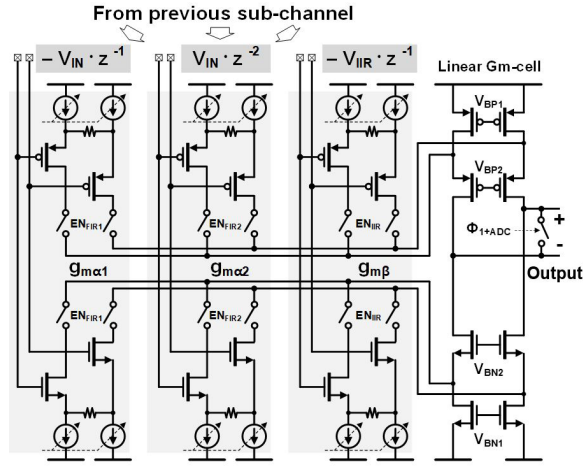 From previous sub-channel
− V_IN · z^-1
V_IN · z^-2
− V_IIR · z^-1
Linear Gm-cell
V_BP1
V_BP2
EN_FIR1
EN_FIR2
EN_IIR
Φ_1+ADC
+
-
Output
g_mα1
g_mα2
g_mβ
EN_FIR1
EN_FIR2
EN_IIR
V_BN2
V_BN1